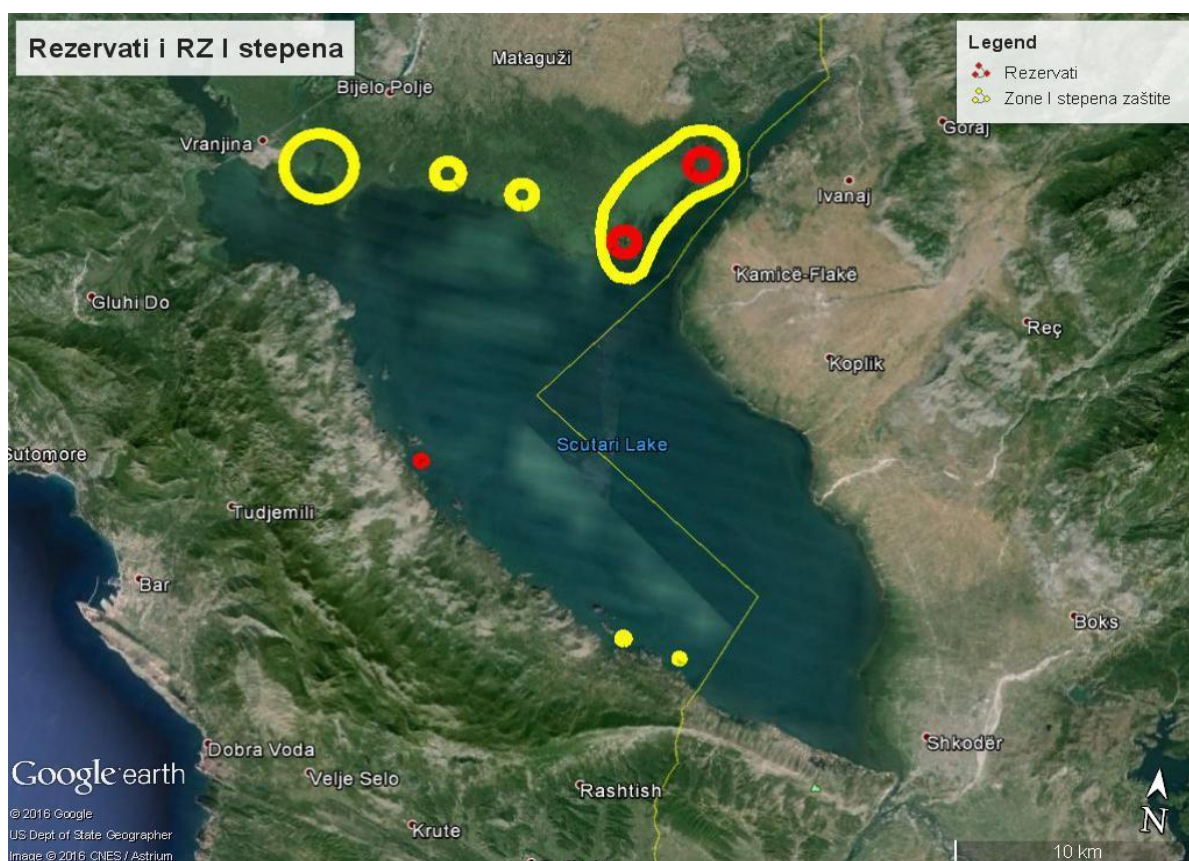 Rezervati i RZ I stepena
Legend
Rezervati
Zone I stepena zaštite
Mataguži
Bijelo Polje
Vranjina
Goraj
Ivanaj
Kamicë-Flakë
Gluhi Do
Reç
Koplik
Scutari Lake
Sutomore
Tudjemili
Bar
Boks
Dobra Voda
Shkodër
Velje Selo
Rashtish
Krute
Google earth
© 2016 Google
US Dept of State Geographer
Image © 2016 CNES / Astrium
N
10 km